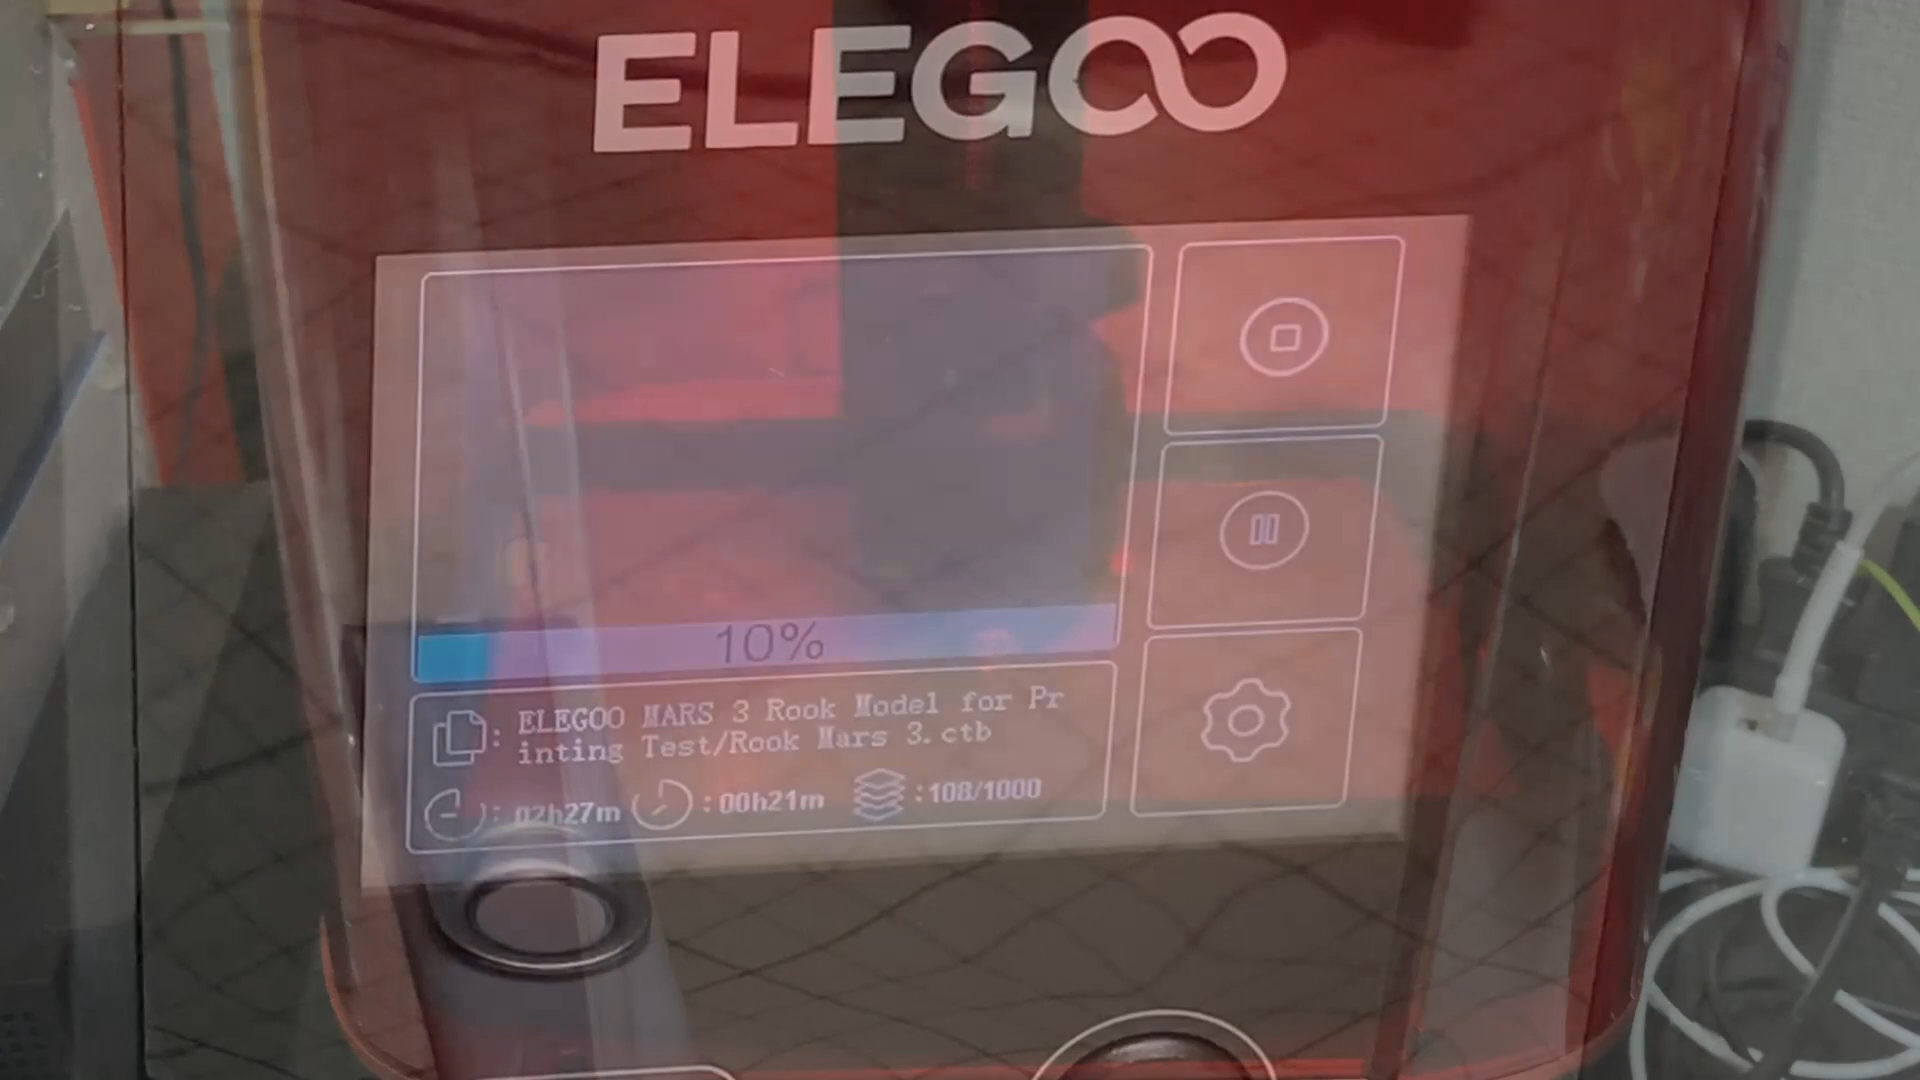 ELEGOO
10%
: ELEGOO MARS 3 Rook Model for Pr
inting Test/Rook Mars 3.ctb
: 02h27m : 00h21m : 108/1000